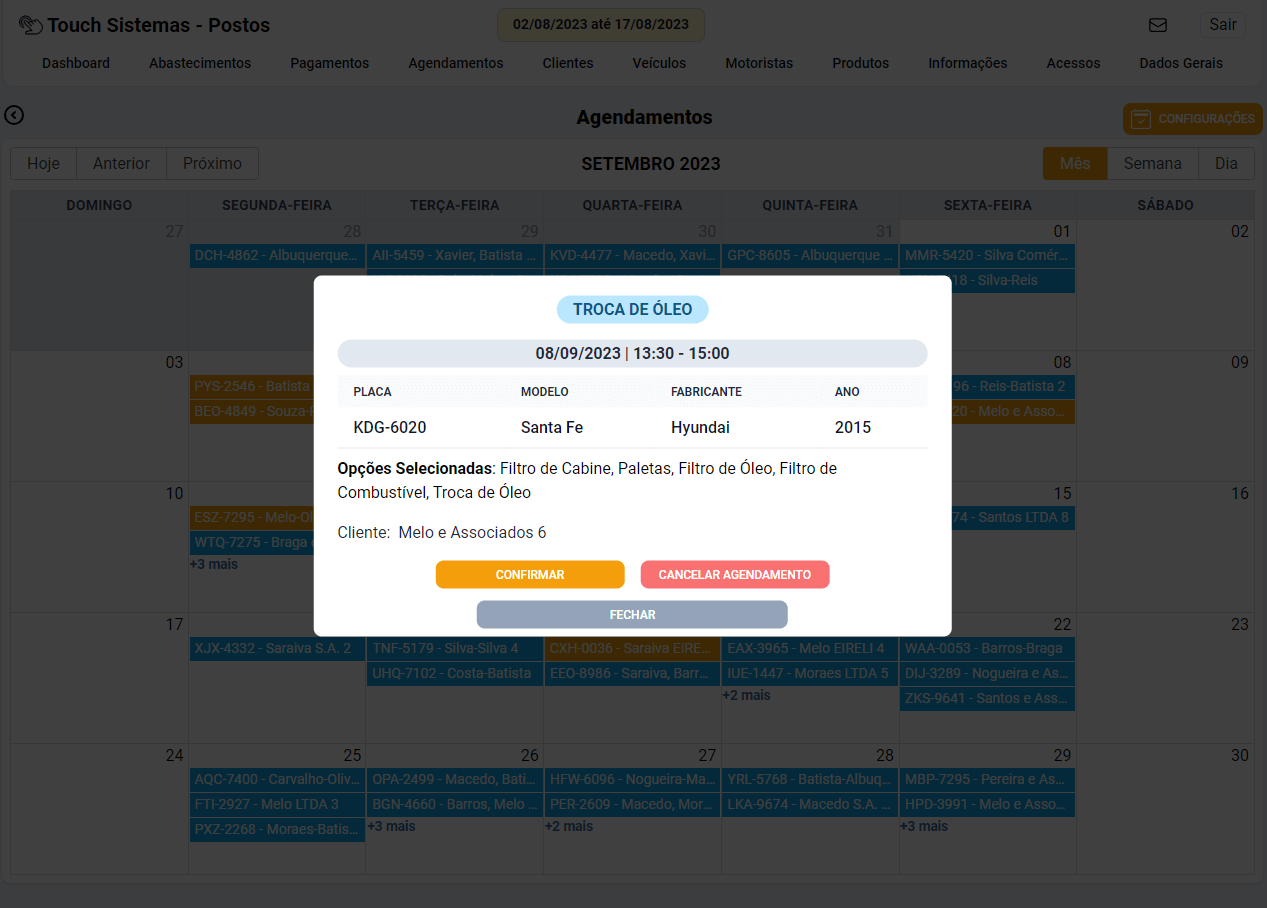 Touch Sistemas - Postos
02/08/2023 até 17/08/2023
Sair
Dashboard Abastecimentos Pagamentos Agendamentos Clientes Veículos Motoristas Produtos Informações Acessos Dados Gerais
Agendamentos
CONFIGURAÇÕES
Hoje Anterior Próximo
SETEMBRO 2023
Mês Semana Dia
DOMINGO SEGUNDA-FEIRA TERÇA-FEIRA QUARTA-FEIRA QUINTA-FEIRA SEXTA-FEIRA SÁBADO
27 28 29 30 31 01 02
DCH-4862 - Albuquerque... AII-5459 - Xavier, Batista ... KVD-4477 - Macedo, Xavi... GPC-8605 - Albuquerque ... MMR-5420 - Silva Comér...
18 - Silva-Reis
TROCA DE ÓLEO
08/09/2023 | 13:30 - 15:00
PLACA MODELO FABRICANTE ANO
KDG-6020 Santa Fe Hyundai 2015
Opções Selecionadas: Filtro de Cabine, Paletas, Filtro de Óleo, Filtro de
Combustível, Troca de Óleo
Cliente: Melo e Associados 6
CONFIRMAR CANCELAR AGENDAMENTO
FECHAR
03 08 09
PYS-2546 - Batista 96 - Reis-Batista 2
BEO-4849 - Souza- 20 - Melo e Asso...
10 15 16
ESZ-7295 - Melo-Ol 74 - Santos LTDA 8
WTQ-7275 - Braga e
+3 mais
17 22 23
XJX-4332 - Saraiva S.A. 2 TNF-5179 - Silva-Silva 4 CXH-0036 - Saraiva EIRE... EAX-3965 - Melo EIRELI 4 WAA-0053 - Barros-Braga
UHQ-7102 - Costa-Batista EEO-8986 - Saraiva, Barr... IUE-1447 - Moraes LTDA 5 DIJ-3289 - Nogueira e As...
+2 mais ZKS-9641 - Santos e Ass...
24 25 26 27 28 29 30
AQC-7400 - Carvalho-Oliv... OPA-2499 - Macedo, Bati... HFW-6096 - Nogueira-Ma... YRL-5768 - Batista-Albuq... MBP-7295 - Pereira e As...
FTI-2927 - Melo LTDA 3 BGN-4660 - Barros, Melo ... PER-2609 - Macedo, Mor... LKA-9674 - Macedo S.A. ... HPD-3991 - Melo e Asso...
PXZ-2268 - Moraes-Batis... +3 mais +2 mais +3 mais